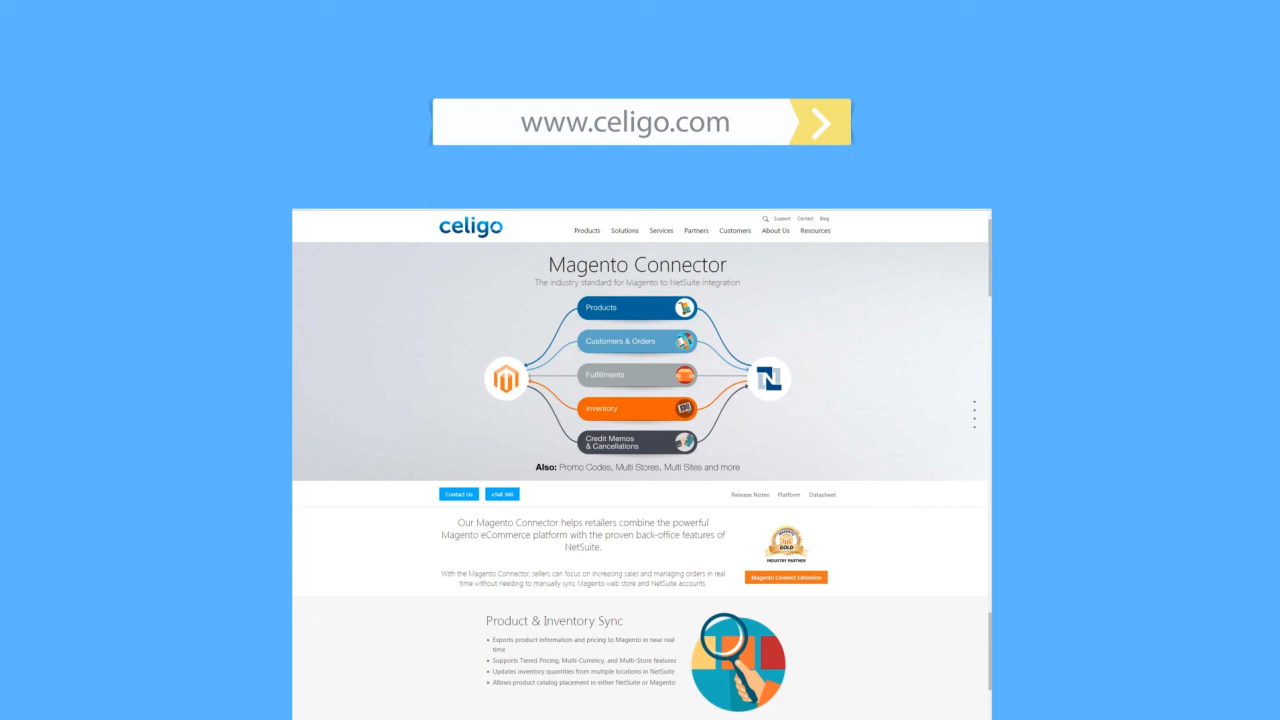 www.celigo.com
celigo
Support Contact Blog
Products Solutions Services Partners Customers About Us Resources
Magento Connector
The industry standard for Magento to NetSuite integration
Products
Customers & Orders
Fulfillments
Inventory
Credit Memos
& Cancellations
Also: Promo Codes, Multi Stores, Multi Sites and more
Contact Us
eTail 360
Release Notes Platform Datasheet
Our Magento Connector helps retailers combine the powerful
Magento eCommerce platform with the proven back-office features of
NetSuite.
With the Magento Connector, sellers can focus on increasing sales and managing orders in real
time without needing to manually sync Magento web store and NetSuite accounts.
MAGENTO
GOLD
INDUSTRY PARTNER
Magento Connect Extension
Product & Inventory Sync
• Exports product information and pricing to Magento in near real
time
• Supports Tiered Pricing, Multi-Currency, and Multi-Store features
• Updates inventory quantities from multiple locations in NetSuite
• Allows product catalog placement in either NetSuite or Magento